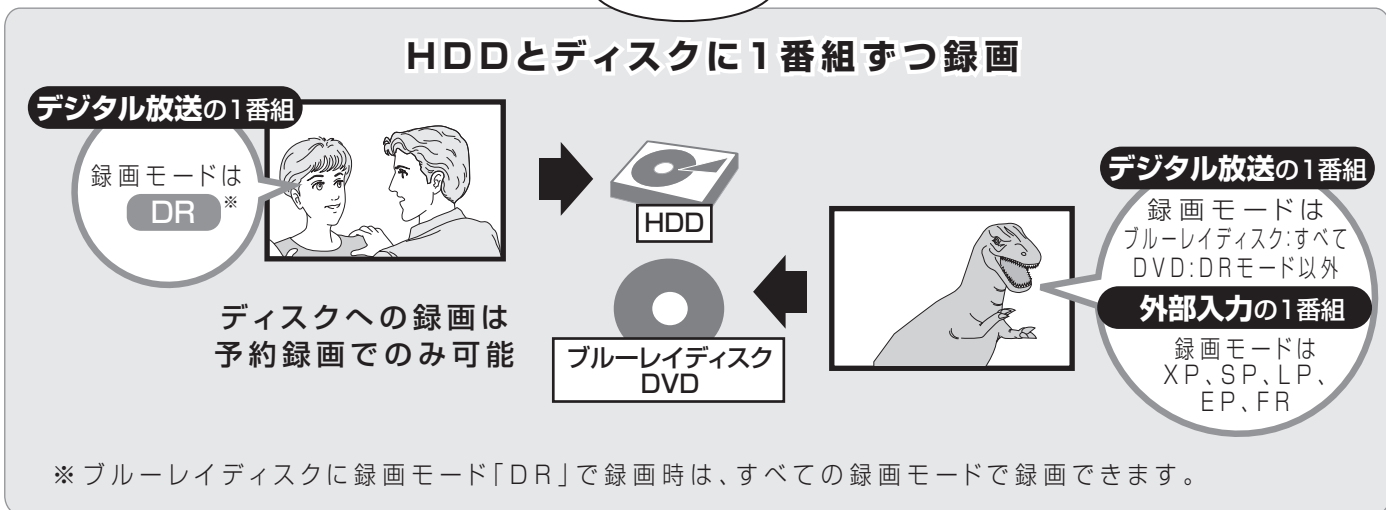 HDDとディスクに1番組ずつ録画
デジタル放送の1番組
録画モードは
DR※
HDD
ディスクへの録画は
予約録画でのみ可能
ブルーレイディスク
DVD
デジタル放送の1番組
録画モードは
ブルーレイディスク:すべて
DVD:DRモード以外
外部入力の1番組
録画モードは
XP、SP、LP、
EP、FR
※ブルーレイディスクに録画モード「DR」で録画時は、すべての録画モードで録画できます。